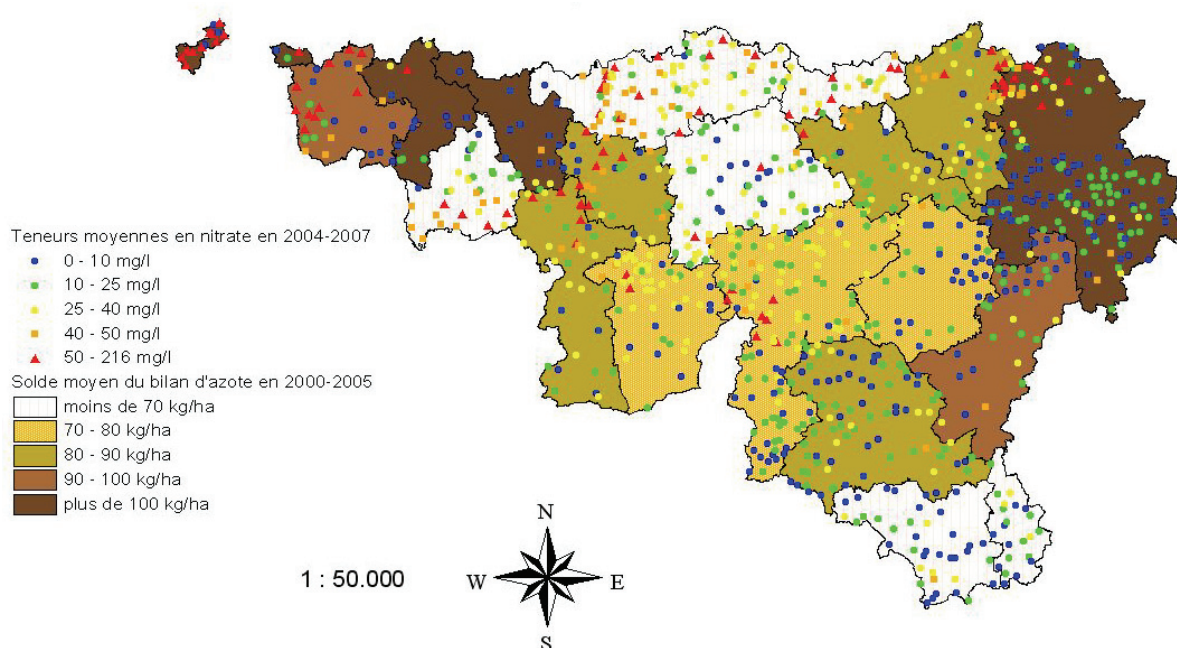 Teneurs moyennes en nitrate en 2004-2007
0 - 10 mg/l
10 - 25 mg/l
25 - 40 mg/l
40 - 50 mg/l
50 - 216 mg/l
Solde moyen du bilan d'azote en 2000-2005
moins de 70 kg/ha
70 - 80 kg/ha
80 - 90 kg/ha
90 - 100 kg/ha
plus de 100 kg/ha
1 : 50.000
N
W E
S